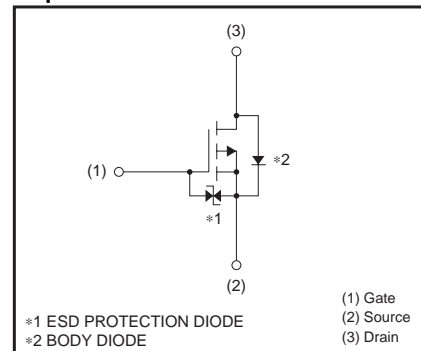 (3)
(1)
∗2
∗1
(2)
∗1 ESD PROTECTION DIODE
∗2 BODY DIODE
(1) Gate
(2) Source
(3) Drain